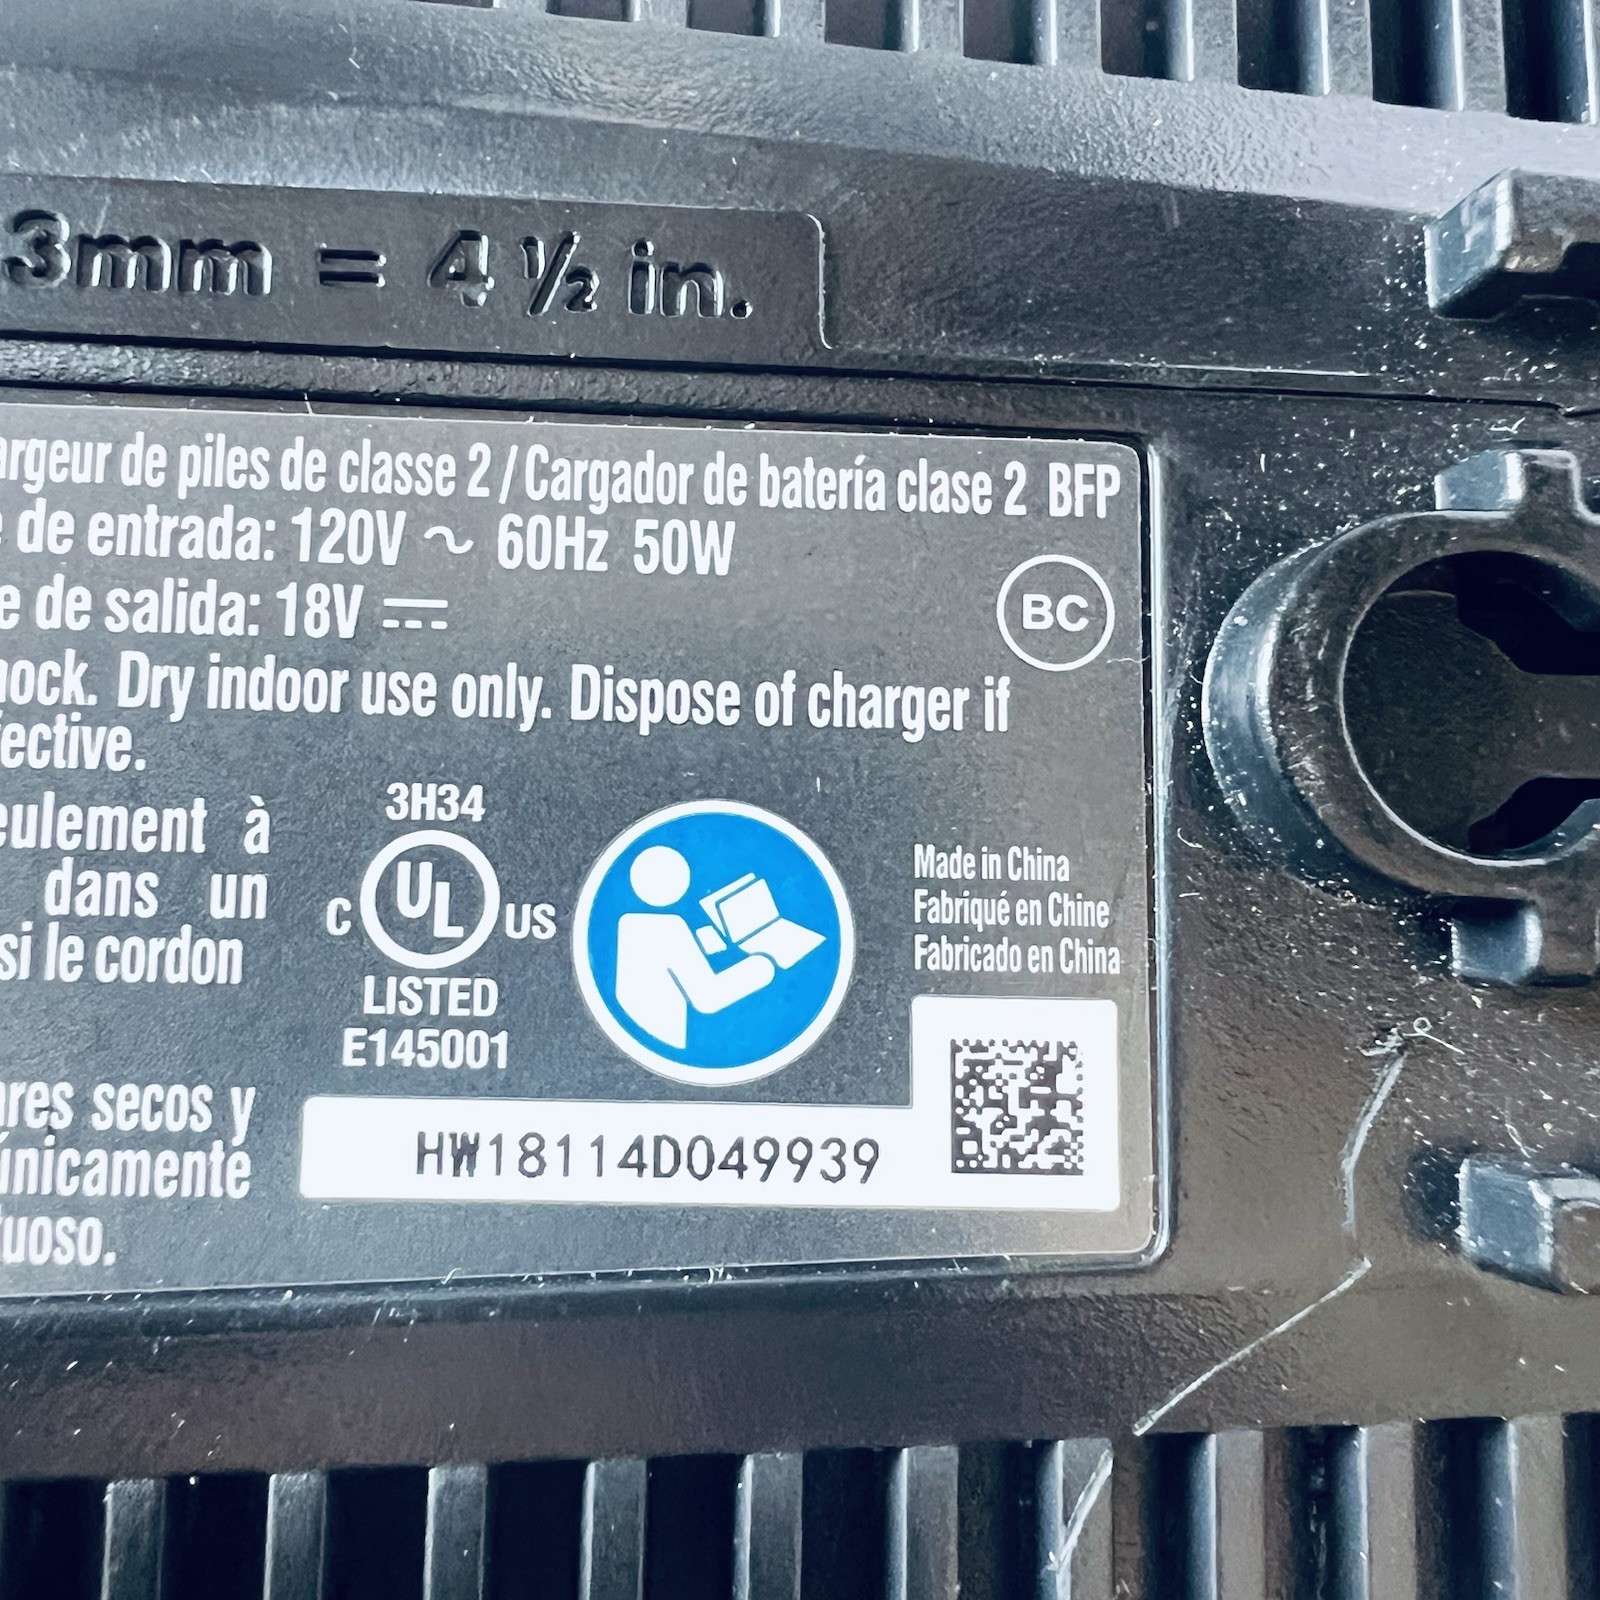 3mm = 4 ½ in.
argeur de piles de classe 2 / Cargador de batería clase 2 BFP
de entrada: 120V ~ 60Hz 50W
e de salida: 18V ⎓
BC
ock. Dry indoor use only. Dispose of charger if
ective.
eulement à
dans un
si le cordon
3H34
C UL US
LISTED
E145001
Made in China
Fabriqué en Chine
Fabricado en China
res secos y
únicamente
tuoso.
HW18114D049939